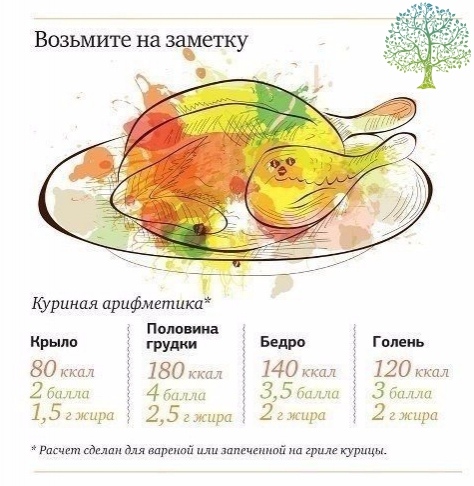 Возьмите на заметку
Куриная арифметика*
Крыло
80 ккал
2 балла
1,5 г жира
Половина
грудки
180 ккал
4 балла
2,5 г жира
Бедро
140 ккал
3,5 балла
2 г жира
Голень
120 ккал
3 балла
2 г жира
* Расчет сделан для вареной или запеченной на гриле курицы.